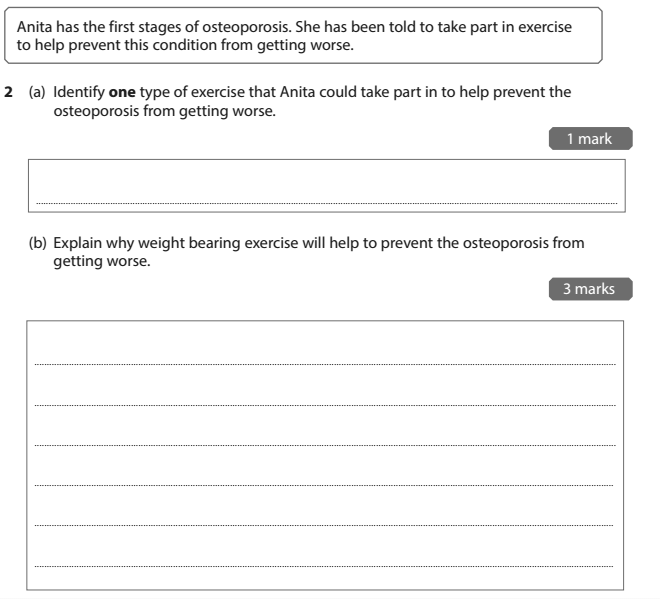 Anita has the first stages of osteoporosis. She has been told to take part in exercise
to help prevent this condition from getting worse.
2 (a) Identify one type of exercise that Anita could take part in to help prevent the
osteoporosis from getting worse.
1 mark
(b) Explain why weight bearing exercise will help to prevent the osteoporosis from
getting worse.
3 marks